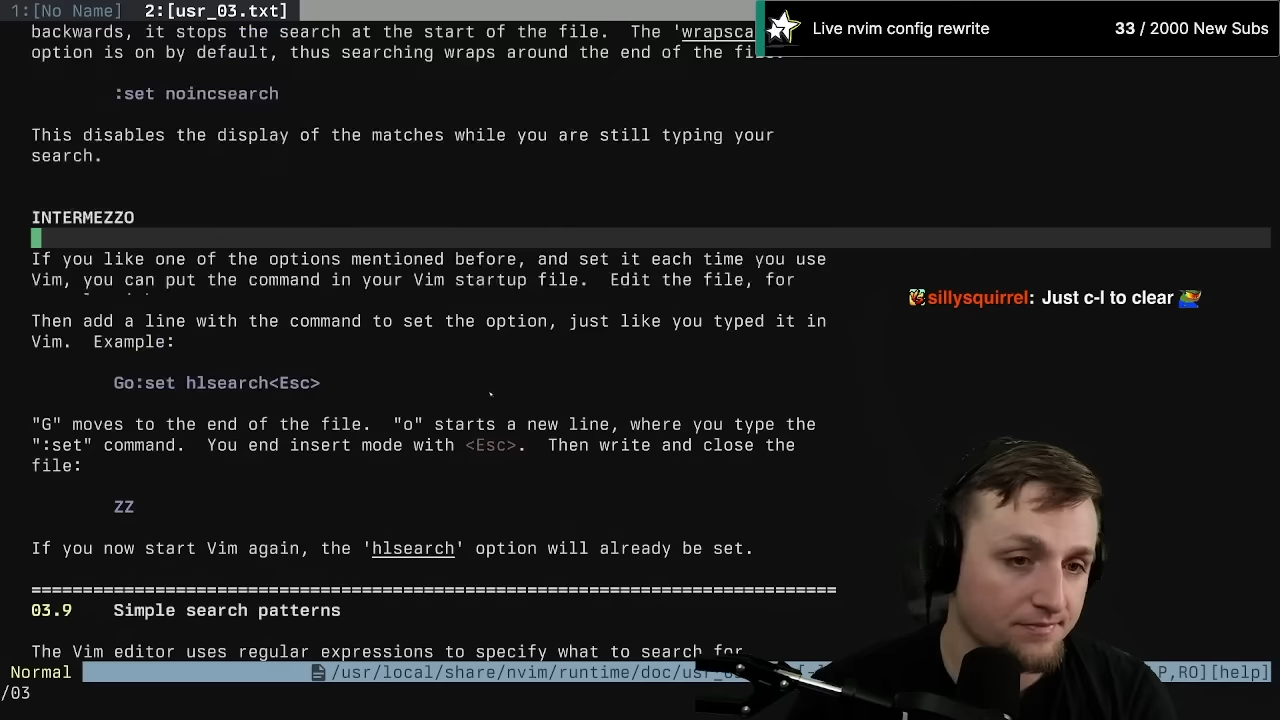 1:[No Name] 2:[usr_03.txt]
Live nvim config rewrite 33 / 2000 New Subs
backwards, it stops the search at the start of the file. The '
option is on by default, thus searching wraps around the end of the
:set noincsearch
This disables the display of the matches while you are still typing your
search.
INTERMEZZO
If you like one of the options mentioned before, and set it each time you use
Vim, you can put the command in your Vim startup file. Edit the file, for
sillysquirrel: Just c-l to clear
Then add a line with the command to set the option, just like you typed it in
Vim. Example:
Go:set hlsearch<Esc>
"G" moves to the end of the file. "o" starts a new line, where you type the
":set" command. You end insert mode with <Esc>. Then write and close the
file:
ZZ
If you now start Vim again, the 'hlsearch' option will already be set.
==============================================================================
03.9 Simple search patterns
The Vim editor uses regular expressions to specify what to search for.
Normal /usr/local/share/nvim/runtime/doc/ P,RO][help]
/03